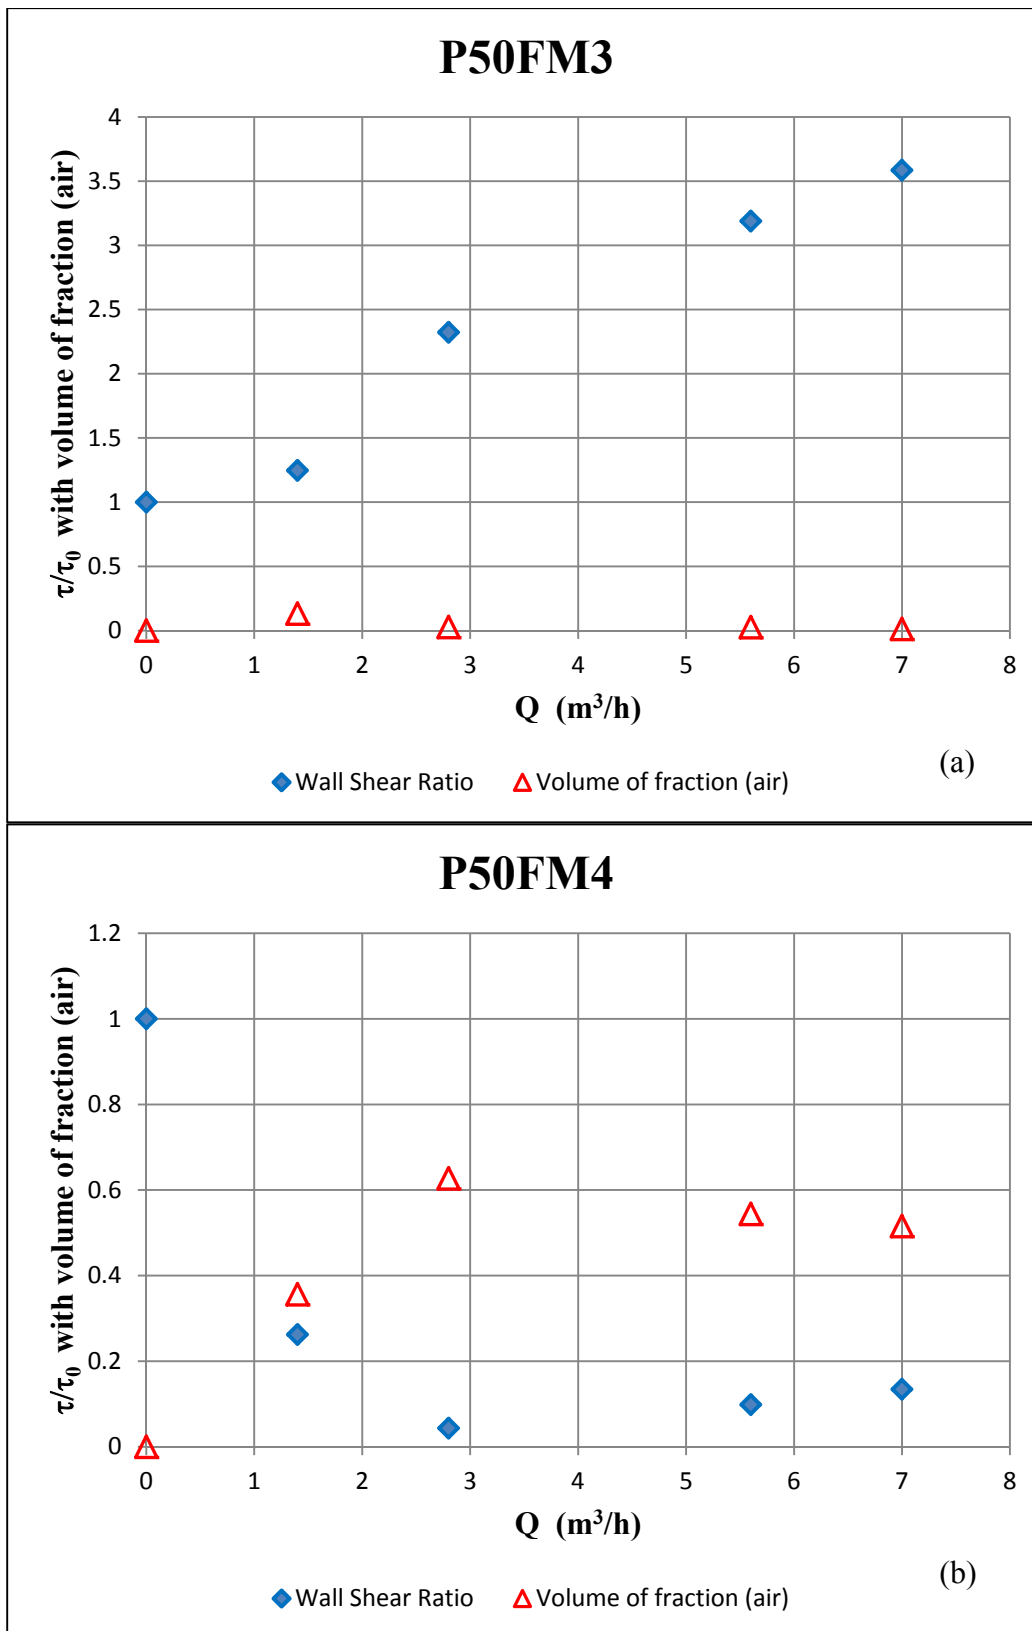 P50FM3
τ/τ₀ with volume of fraction (air)
4
3.5
3
2.5
2
1.5
1
0.5
0
0 1 2 3 4 5 6 7 8
Q (m³/h)
Wall Shear Ratio Volume of fraction (air)
(a)
P50FM4
τ/τ₀ with volume of fraction (air)
1.2
1
0.8
0.6
0.4
0.2
0
0 1 2 3 4 5 6 7 8
Q (m³/h)
Wall Shear Ratio Volume of fraction (air)
(b)